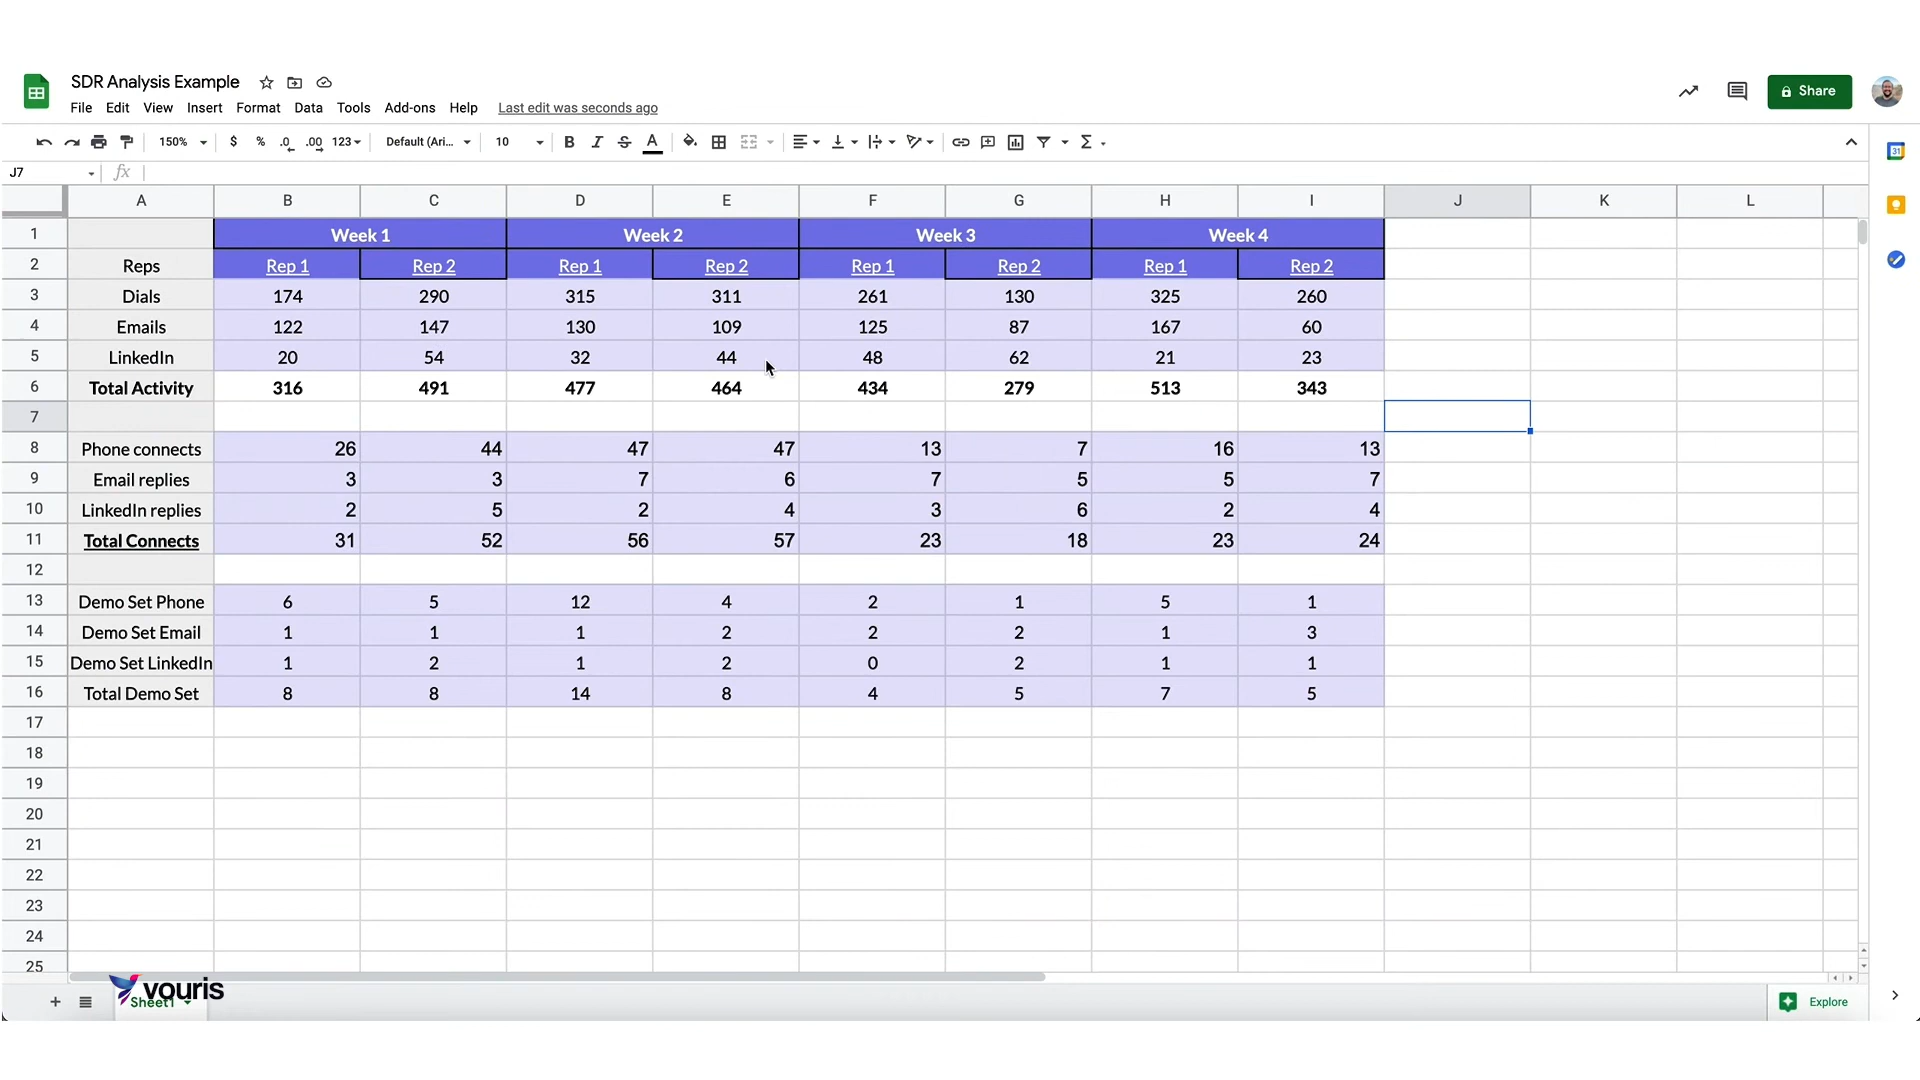 SDR Analysis Example
File Edit View Insert Format Data Tools Add-ons Help Last edit was seconds ago
Share
150% $ % .0 .00 123 Default (Ari... 10 B I S A Σ
J7 fx
A B C D E F G H I J K L
1 Week 1 Week 2 Week 3 Week 4
2 Reps Rep 1 Rep 2 Rep 1 Rep 2 Rep 1 Rep 2 Rep 1 Rep 2
3 Dials 174 290 315 311 261 130 325 260
4 Emails 122 147 130 109 125 87 167 60
5 LinkedIn 20 54 32 44 48 62 21 23
6 Total Activity 316 491 477 464 434 279 513 343
7
8 Phone connects 26 44 47 47 13 7 16 13
9 Email replies 3 3 7 6 7 5 5 7
10 LinkedIn replies 2 5 2 4 3 6 2 4
11 Total Connects 31 52 56 57 23 18 23 24
12
13 Demo Set Phone 6 5 12 4 2 1 5 1
14 Demo Set Email 1 1 1 2 2 2 1 3
15 Demo Set LinkedIn 1 2 1 2 0 2 1 1
16 Total Demo Set 8 8 14 8 4 5 7 5
17
18
19
20
21
22
23
24
25
vouris
Sheet1
Explore
31